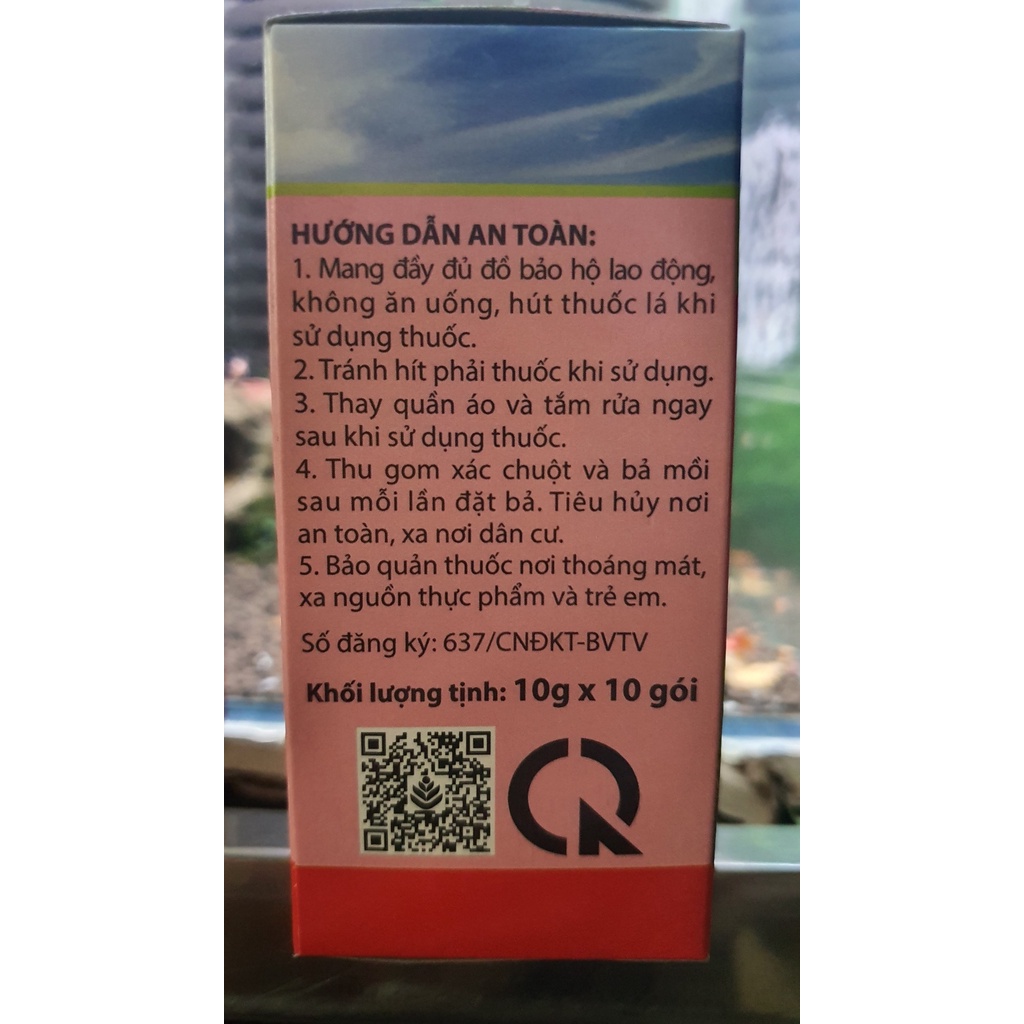 HƯỚNG DẪN AN TOÀN:
1. Mang đầy đủ đồ bảo hộ lao động,
không ăn uống, hút thuốc lá khi
sử dụng thuốc.
2. Tránh hít phải thuốc khi sử dụng.
3. Thay quần áo và tắm rửa ngay
sau khi sử dụng thuốc.
4. Thu gom xác chuột và bả mồi
sau mỗi lần đặt bả. Tiêu hủy nơi
an toàn, xa nơi dân cư.
5. Bảo quản thuốc nơi thoáng mát,
xa nguồn thực phẩm và trẻ em.
Số đăng ký: 637/CNĐKT-BVTV
Khối lượng tịnh: 10g x 10 gói